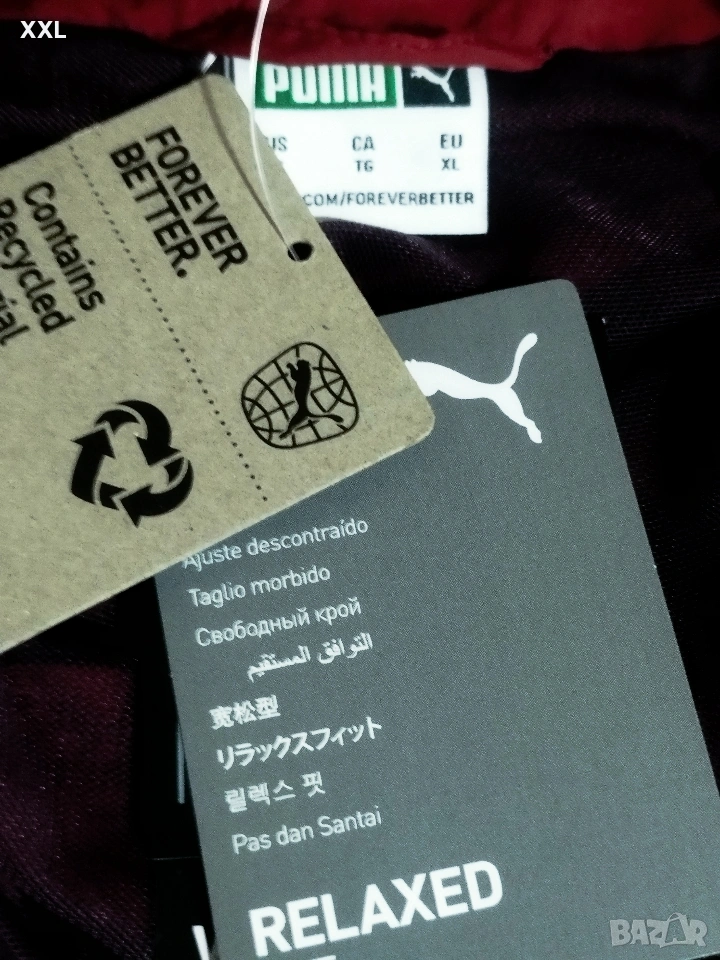 XXL
PUMA
US CA EU
TG XL
COM/FOREVERBETTER
FOREVER
BETTER.
Contains
Recycled
Ajuste descontraído
Taglio morbido
Свободный крой
التوافق المستقيم
宽松型
リラックスフィット
릴렉스 핏
Pas dan Santai
RELAXED
BAZAR